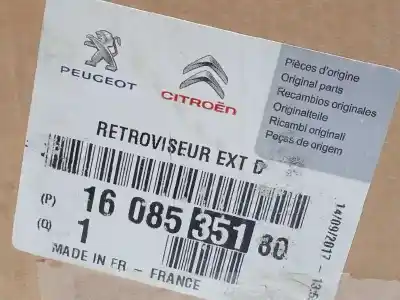 PEUGEOT
CITROËN
Pièces d'origine
Original parts
Recambios originales
Originalteile
Ricambi originali
Peças de origem
RETROVISEUR EXT D
(P) 16 085 351 80
(Q) 1
MADE IN FR - FRANCE
14/09/2017 -